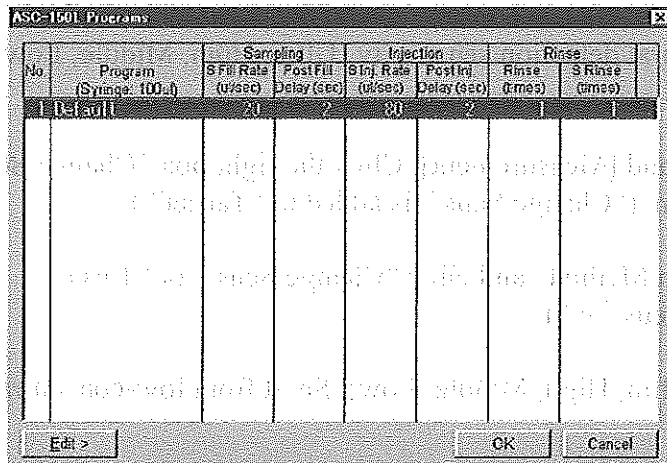 ASC-150L Programs
Sampling Injection Rinse
No. Program S Fill Rate Post Fill S Inj. Rate Post Inj Rinse S Rinse
(Syringe: 100ul) (ul/sec) Delay (sec) (ul/sec) Delay (sec) (times) (times)
1 Default 20 2 80 2 1 1
Edit > OK Cancel